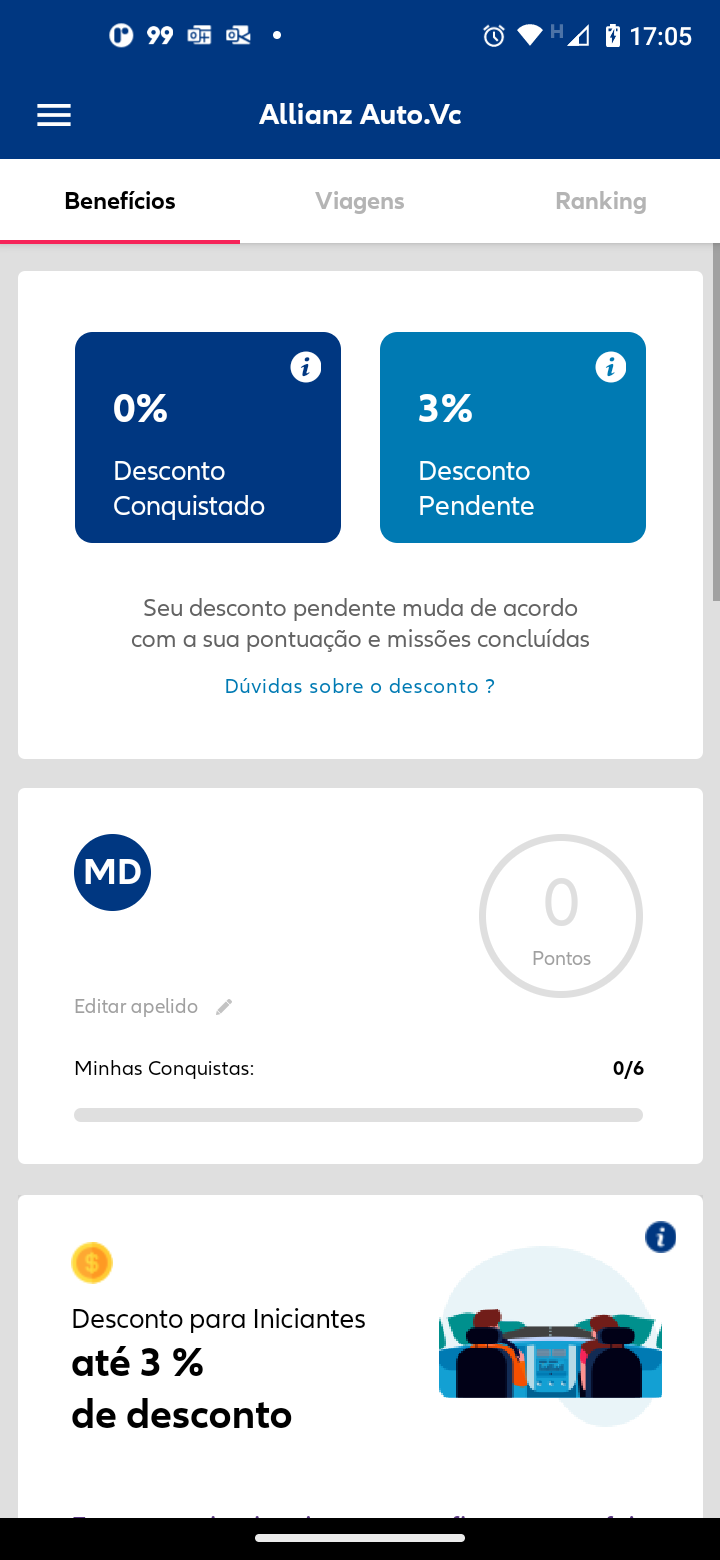 99
H
17:05
Allianz Auto.Vc
Benefícios
Viagens
Ranking
0%
Desconto
Conquistado
3%
Desconto
Pendente
Seu desconto pendente muda de acordo
com a sua pontuação e missões concluídas
Dúvidas sobre o desconto ?
MD
0
Pontos
Editar apelido
Minhas Conquistas:
0/6
Desconto para Iniciantes
até 3 %
de desconto